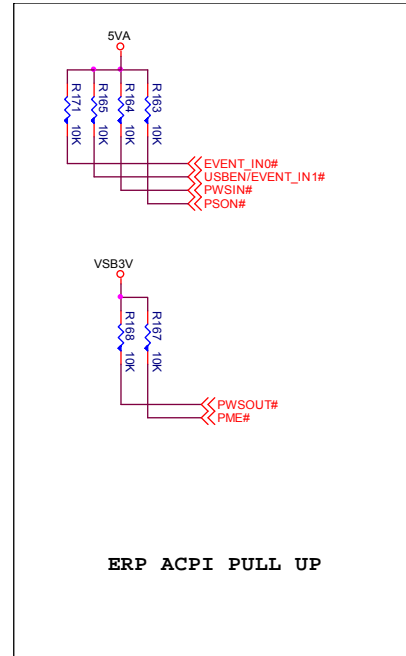 5VA
R171 10K
R165 10K
R164 10K
R163 10K
EVENT_IN0#
USBEN/EVENT_IN1#
PWSIN#
PSON#
VSB3V
R168 10K
R167 10K
PWSOUT#
PME#
ERP ACPI PULL UP